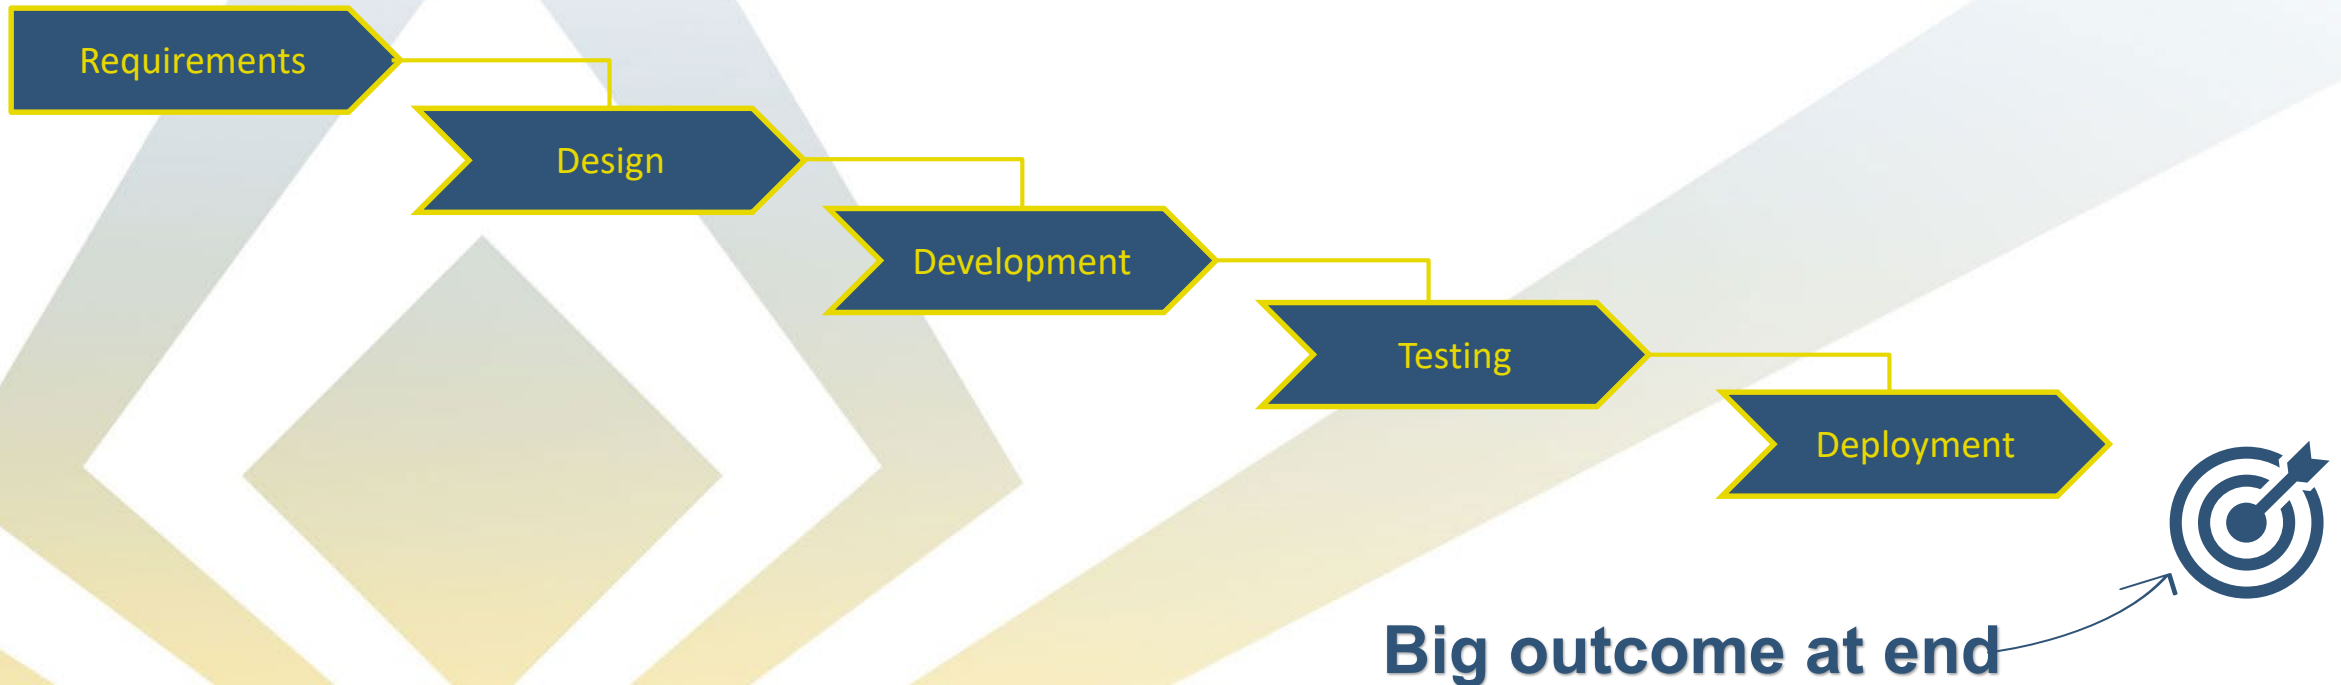 Requirements
Design
Development
Testing
Deployment
Big outcome at end